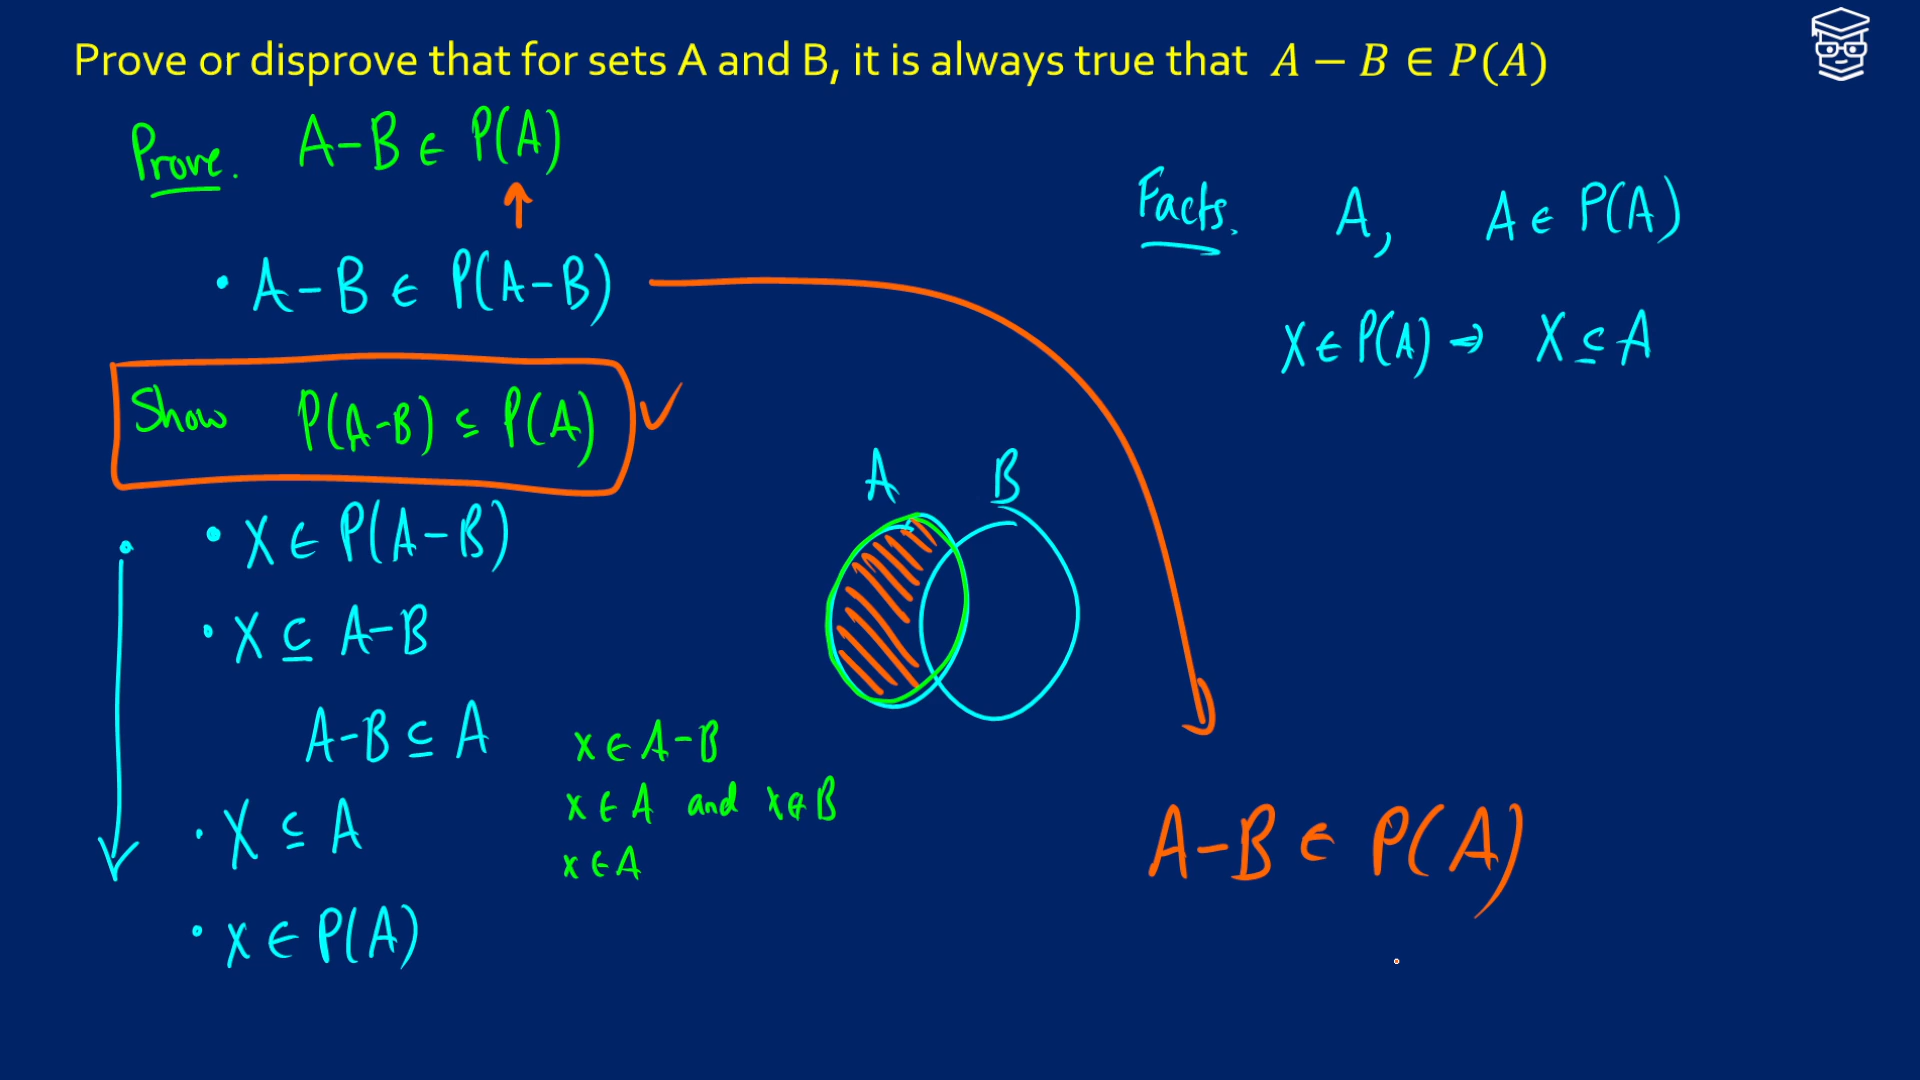 Prove or disprove that for sets A and B, it is always true that A − B ∈ P(A)
Prove. A-B ∈ P(A)
• A-B ∈ P(A-B)
Show P(A-B) ⊆ P(A) ✓
• X ∈ P(A-B)
• X ⊆ A-B
A-B ⊆ A
• X ⊆ A
• X ∈ P(A)
x ∈ A-B
x ∈ A and x ∉ B
x ∈ A
A B
Facts. A, A ∈ P(A)
X ∈ P(A) → X ⊆ A
A-B ∈ P(A)